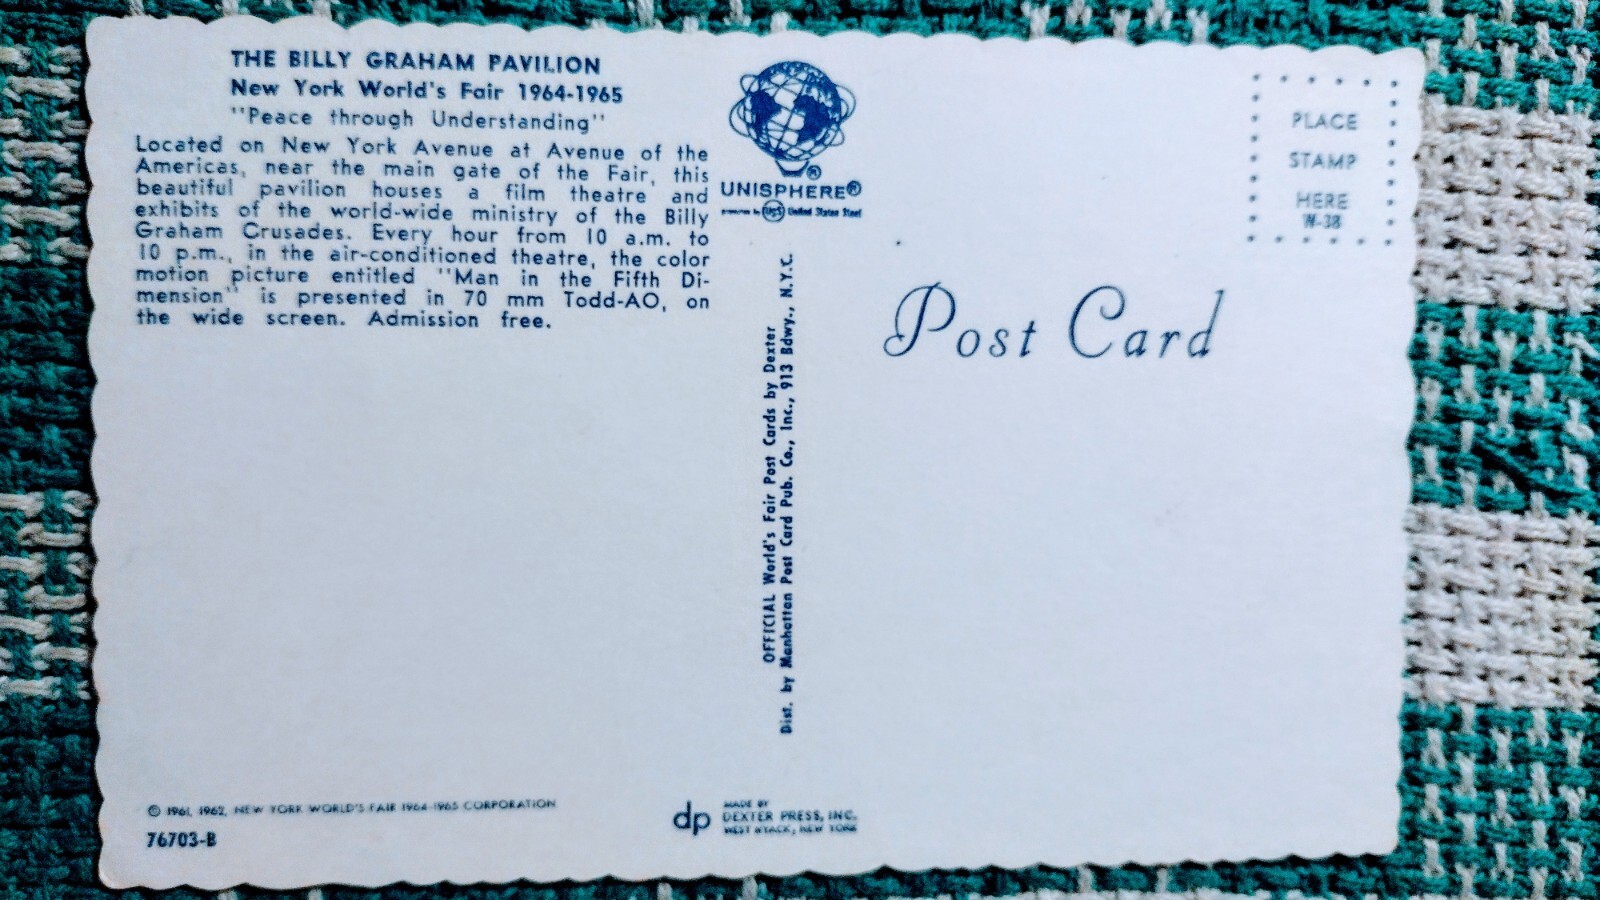 THE BILLY GRAHAM PAVILION
New York World's Fair 1964-1965
"Peace through Understanding"
Located on New York Avenue at Avenue of the
Americas, near the main gate of the Fair, this
beautiful pavilion houses a film theatre and
exhibits of the world-wide ministry of the Billy
Graham Crusades. Every hour from 10 a.m. to
10 p.m., in the air-conditioned theatre, the color
motion picture entitled "Man in the Fifth Di-
mension" is presented in 70 mm Todd-AO, on
the wide screen. Admission free.
© 1961, 1962, NEW YORK WORLD'S FAIR 1964-1965 CORPORATION
76703-B
®
UNISPHERE®
presented by USS United States Steel
OFFICIAL World's Fair Post Cards by Dexter
Dist. by Manhattan Post Card Pub. Co., Inc., 913 Bdwy., N.Y.C.
dp
MADE BY
DEXTER PRESS, INC.
WEST NYACK, NEW YORK
PLACE
STAMP
HERE
W-38
Post Card